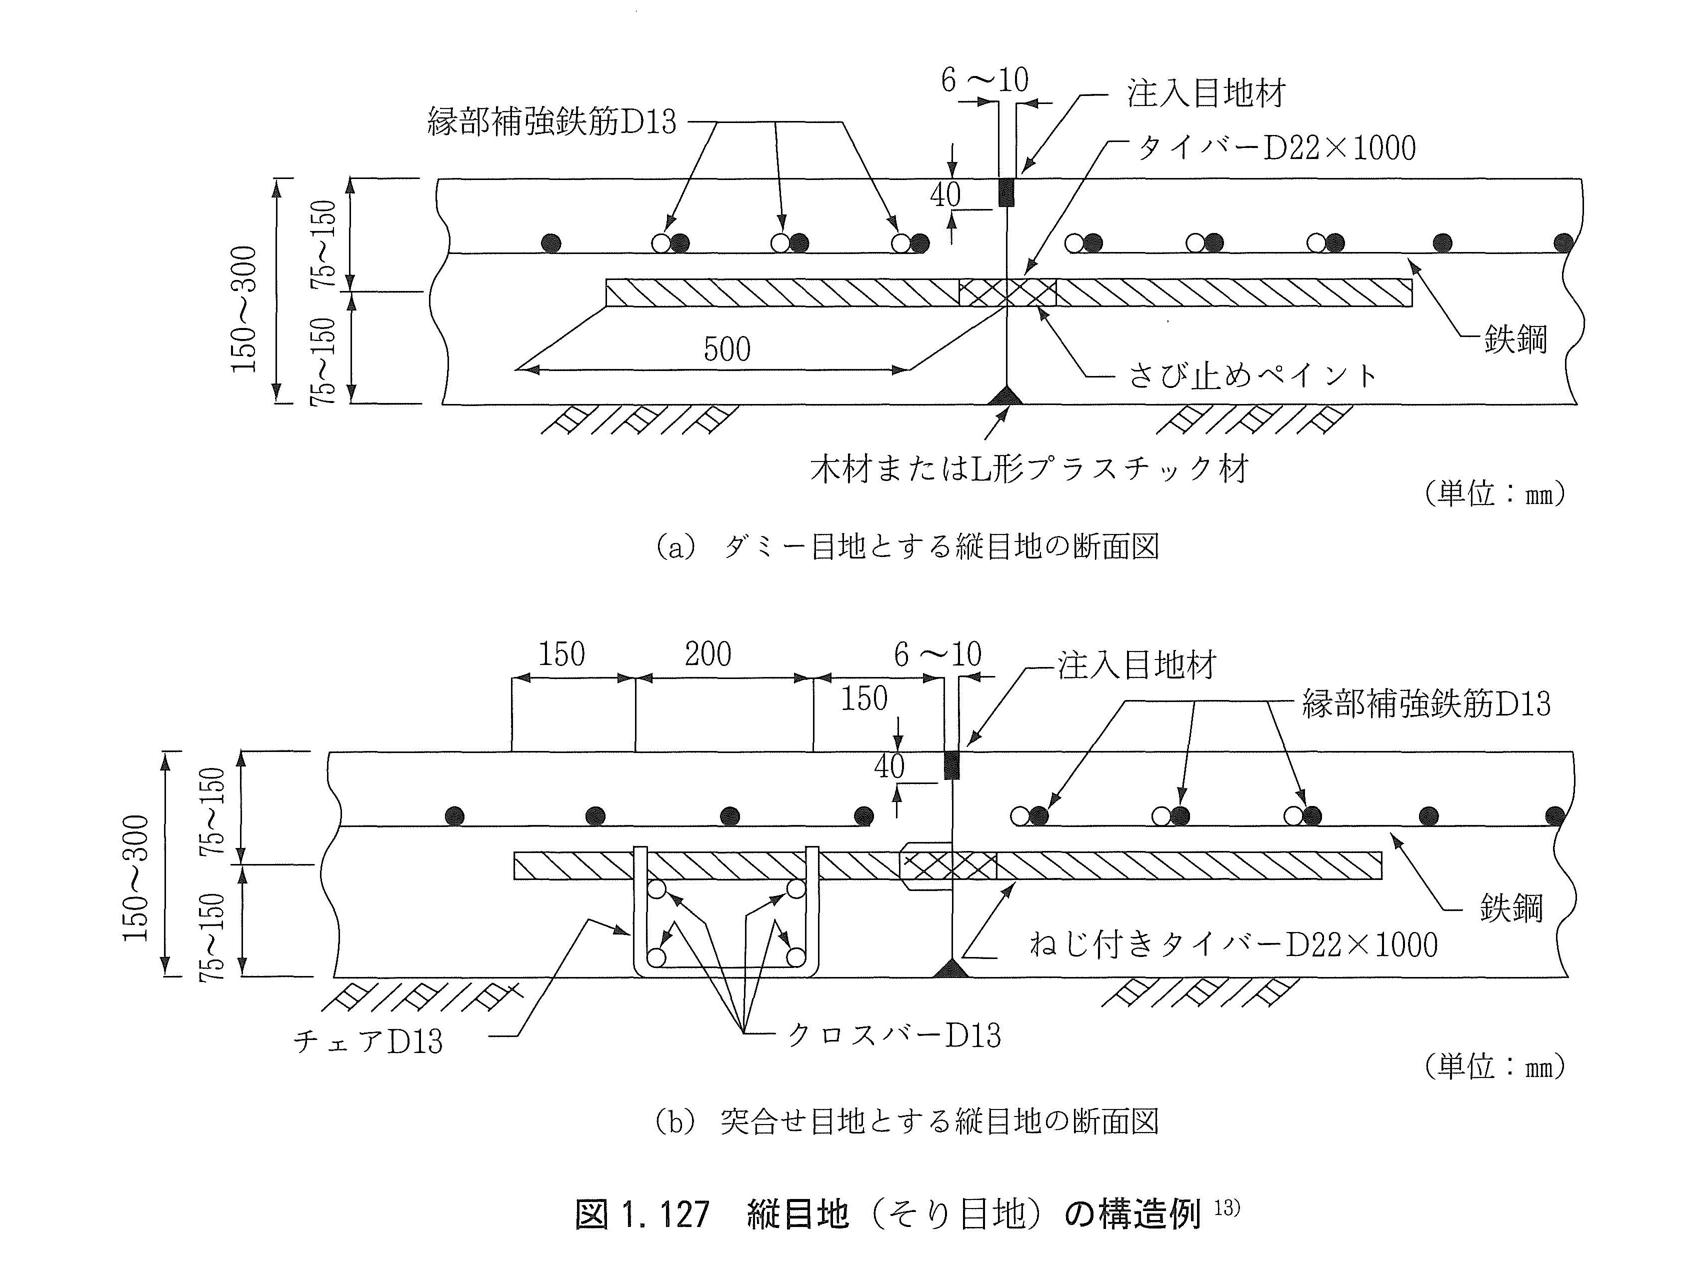 6～10
注入目地材
縁部補強鉄筋D13
タイバーD22×1000
40
75～150
150～300
75～150
500
鉄鋼
さび止めペイント
木材またはL形プラスチック材
（単位：㎜）
（a） ダミー目地とする縦目地の断面図
150
200
6～10
注入目地材
150
縁部補強鉄筋D13
40
75～150
150～300
75～150
鉄鋼
ねじ付きタイバーD22×1000
チェアD13
クロスバーD13
（単位：㎜）
（b） 突合せ目地とする縦目地の断面図
図1.127 縦目地（そり目地）の構造例 13)